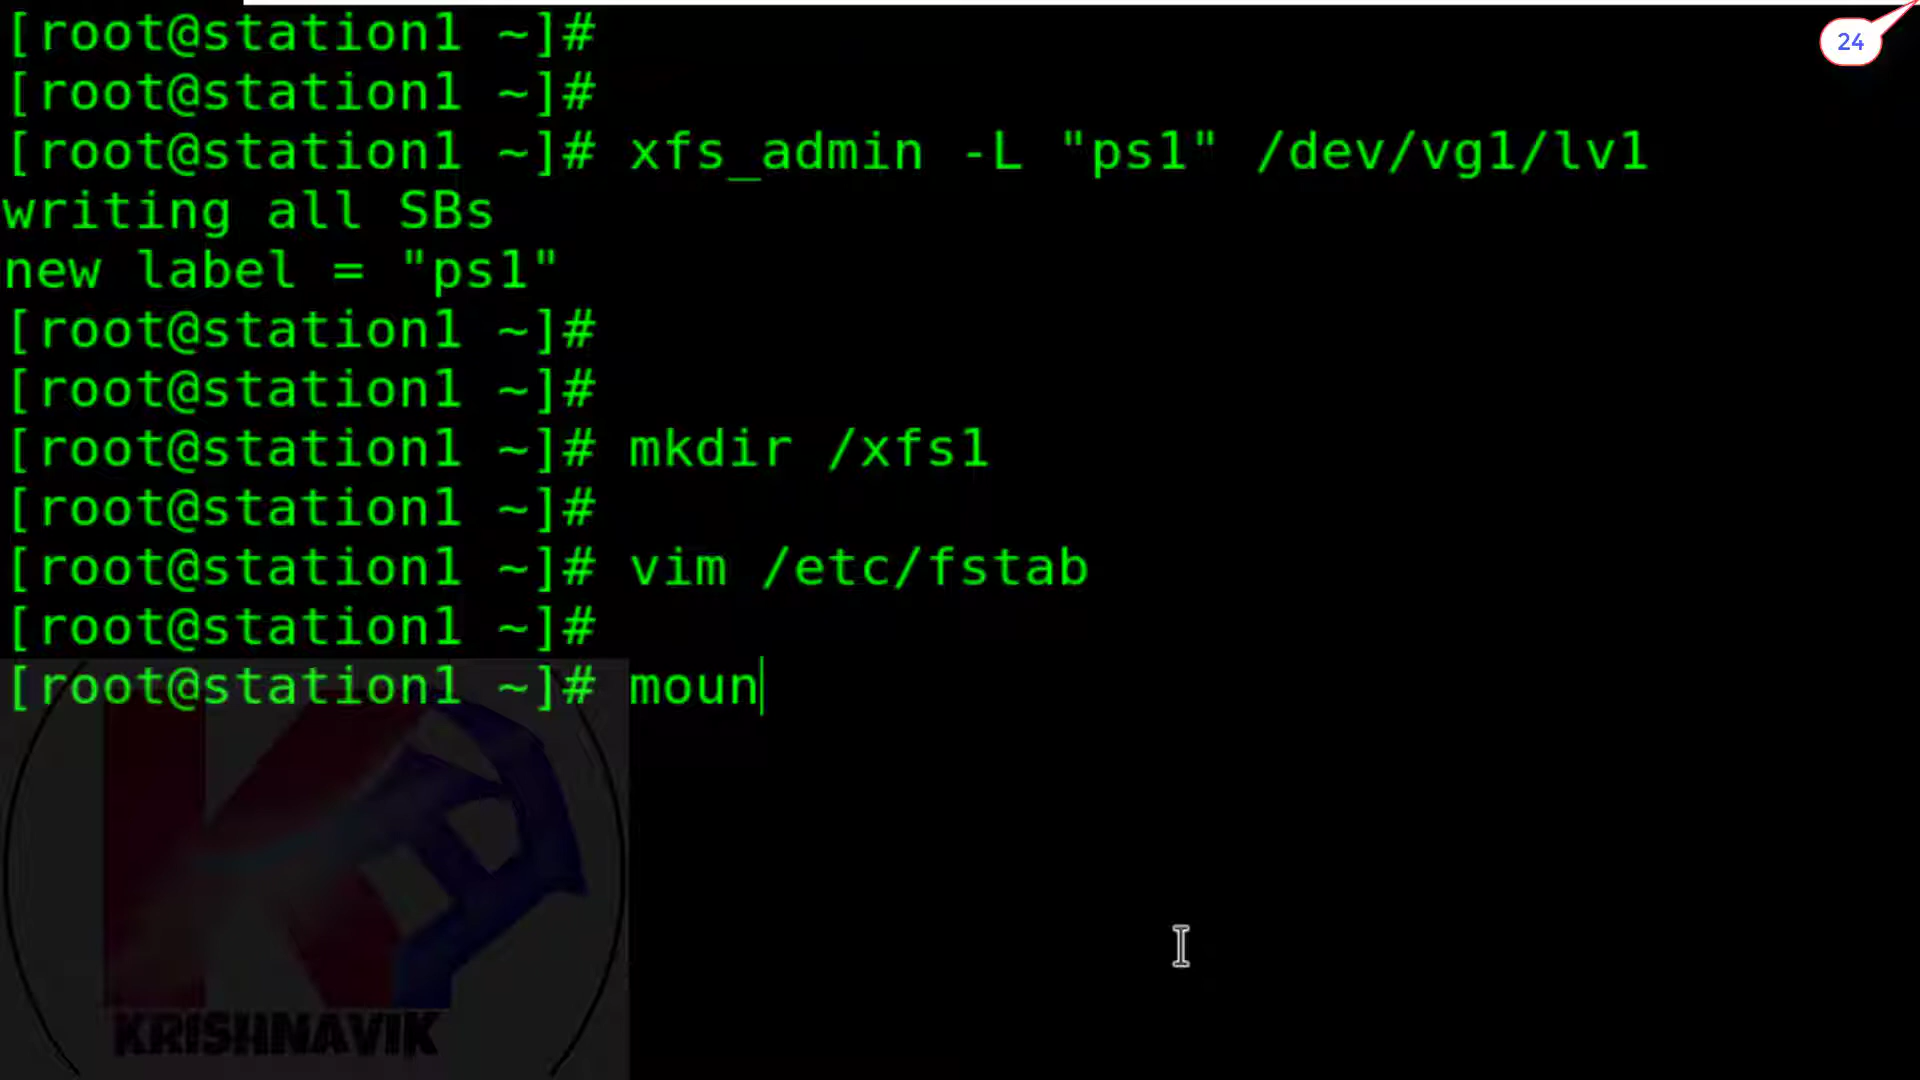 24
[root@station1 ~]#
[root@station1 ~]#
[root@station1 ~]# xfs_admin -L "ps1" /dev/vg1/lv1
writing all SBs
new label = "ps1"
[root@station1 ~]#
[root@station1 ~]#
[root@station1 ~]# mkdir /xfs1
[root@station1 ~]#
[root@station1 ~]# vim /etc/fstab
[root@station1 ~]#
[root@station1 ~]# moun
KRISHNAVIK